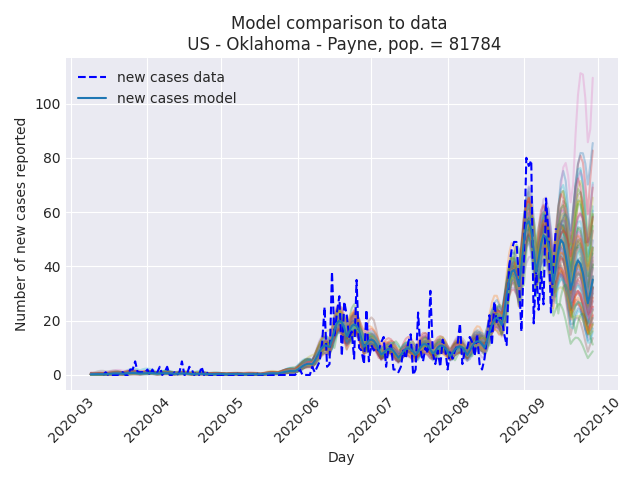 Model comparison to data
US - Oklahoma - Payne, pop. = 81784
new cases data
new cases model
Number of new cases reported
100
80
60
40
20
0
2020-03
2020-04
2020-05
2020-06
2020-07
2020-08
2020-09
2020-10
Day